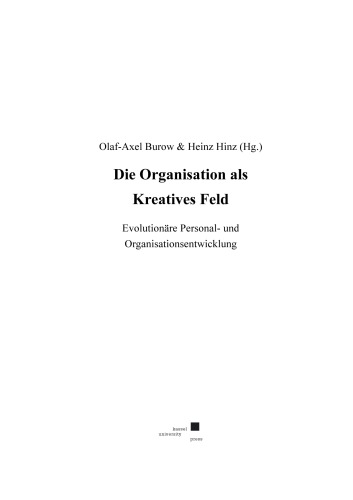 Olaf-Axel Burow & Heinz Hinz (Hg.)
Die Organisation als
Kreatives Feld
Evolutionäre Personal- und
Organisationsentwicklung
kassel
university
press